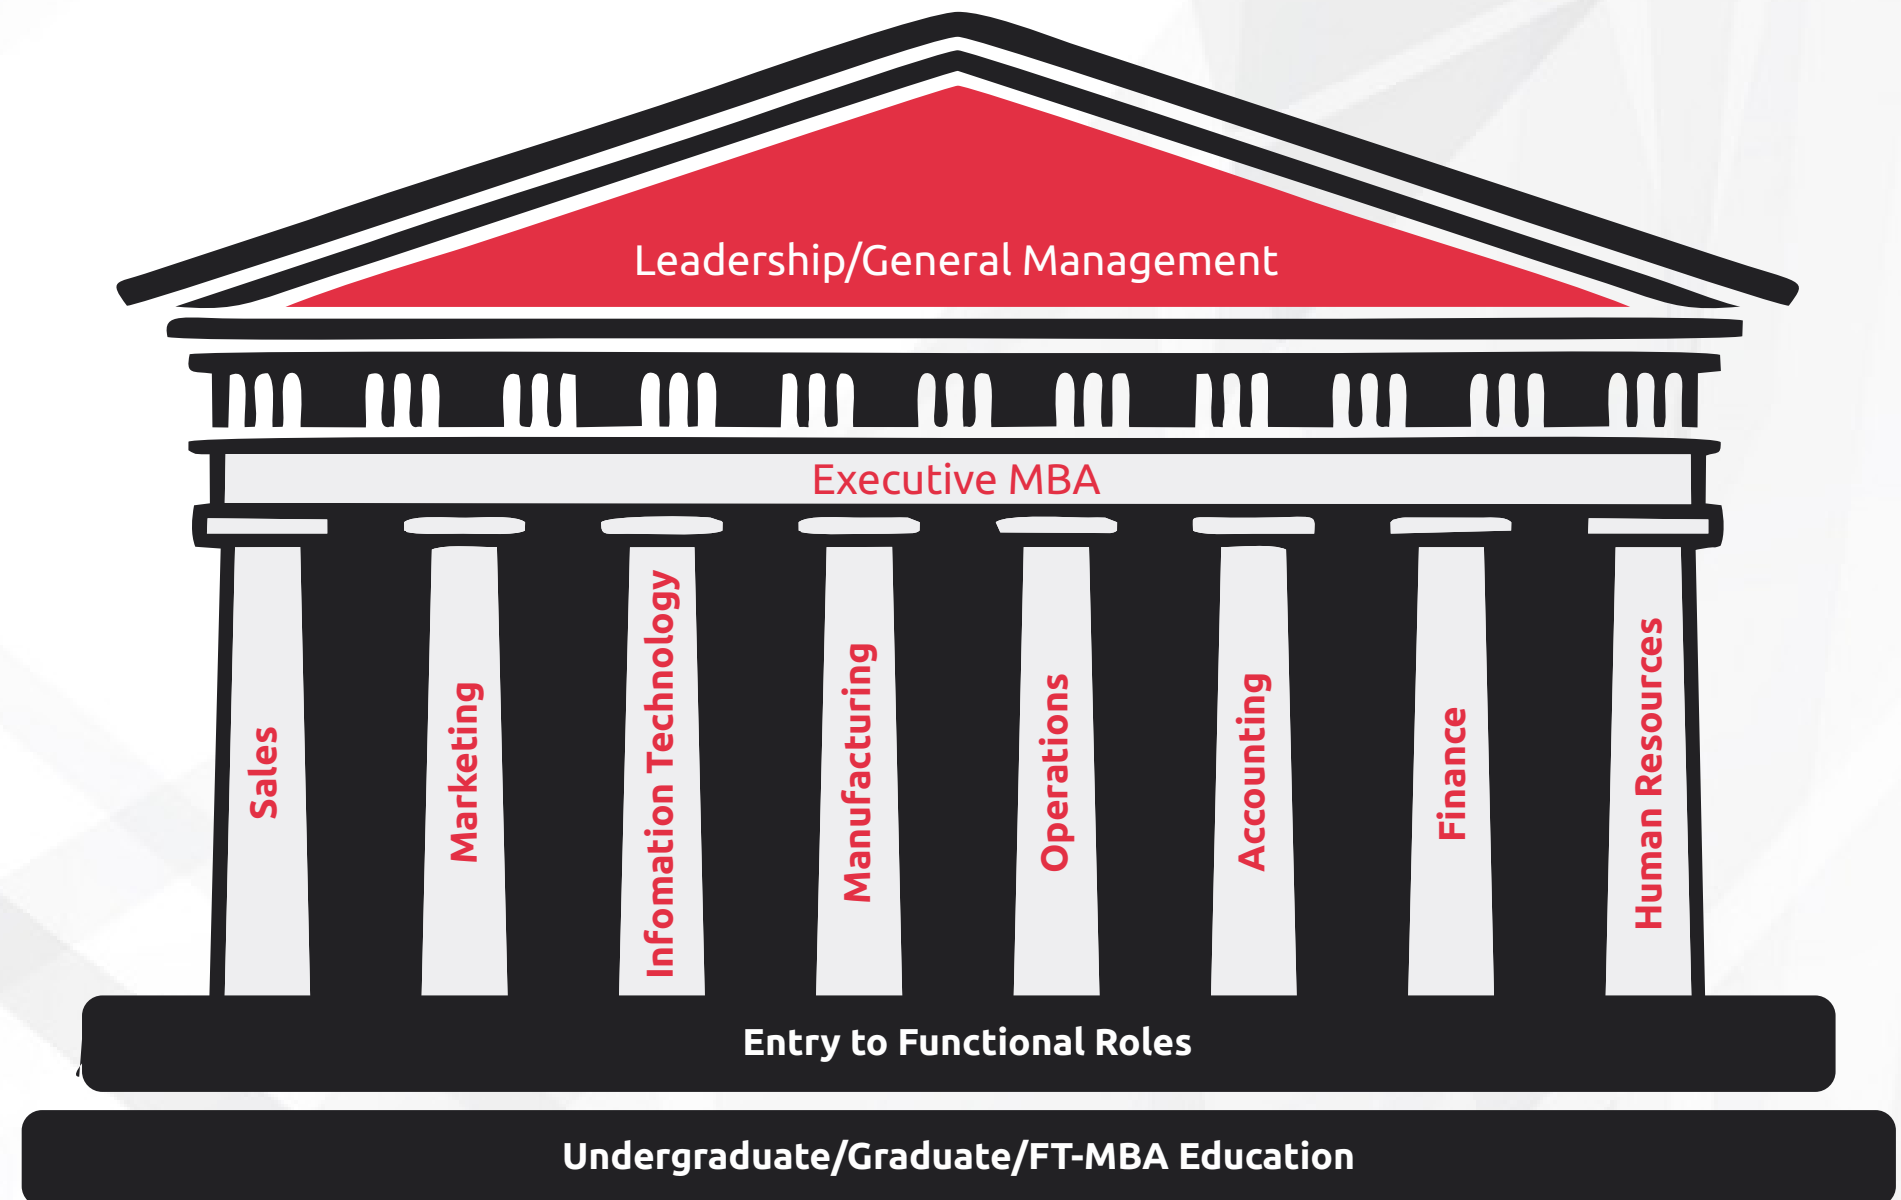 Leadership/General Management
Executive MBA
Sales
Marketing
Infomation Technology
Manufacturing
Operations
Accounting
Finance
Human Resources
Entry to Functional Roles
Undergraduate/Graduate/FT-MBA Education